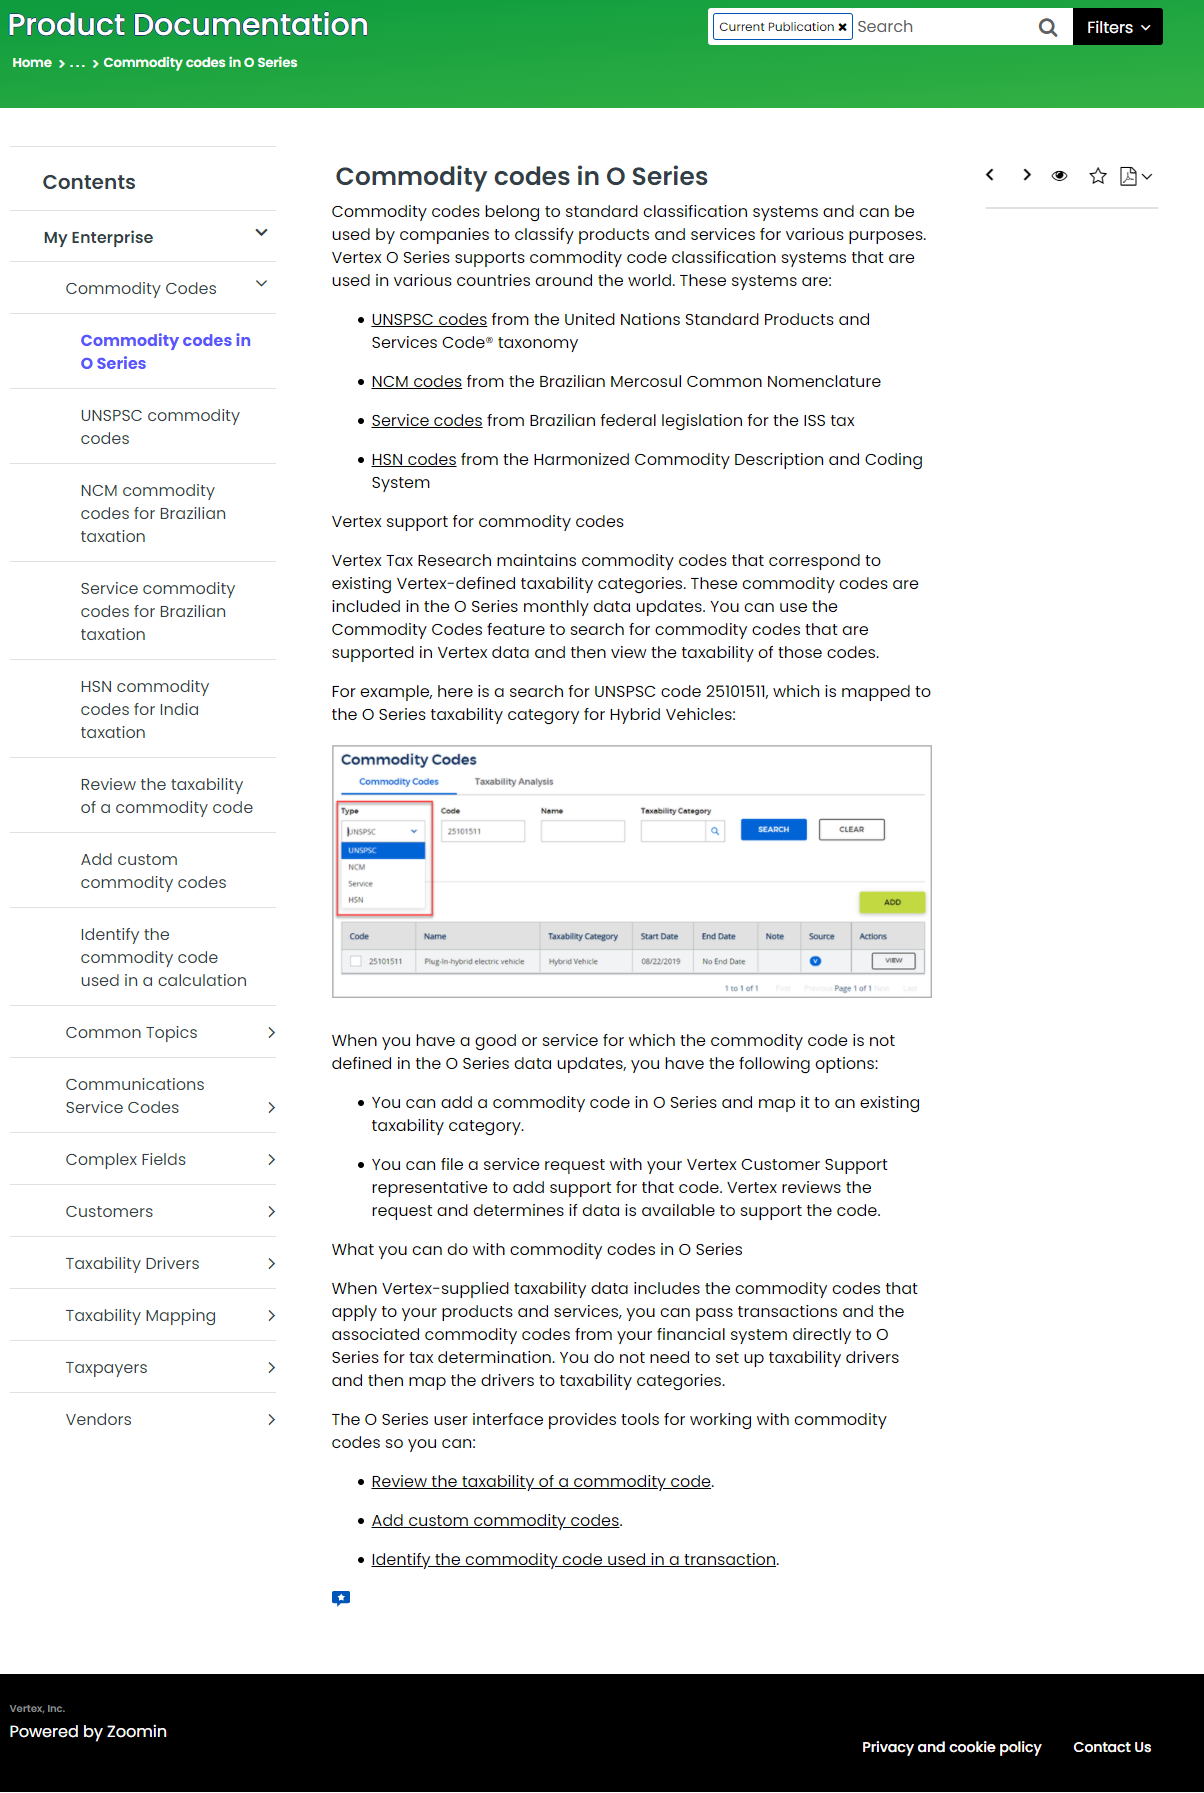 Product Documentation
Current Publication ✖ Search
Filters
Home > ... > Commodity codes in O Series
Contents
My Enterprise
Commodity Codes
Commodity codes in
O Series
UNSPSC commodity
codes
NCM commodity
codes for Brazilian
taxation
Service commodity
codes for Brazilian
taxation
HSN commodity
codes for India
taxation
Review the taxability
of a commodity code
Add custom
commodity codes
Identify the
commodity code
used in a calculation
Common Topics
Communications
Service Codes
Complex Fields
Customers
Taxability Drivers
Taxability Mapping
Taxpayers
Vendors
Commodity codes in O Series
Commodity codes belong to standard classification systems and can be
used by companies to classify products and services for various purposes.
Vertex O Series supports commodity code classification systems that are
used in various countries around the world. These systems are:
• UNSPSC codes from the United Nations Standard Products and
Services Code® taxonomy
• NCM codes from the Brazilian Mercosul Common Nomenclature
• Service codes from Brazilian federal legislation for the ISS tax
• HSN codes from the Harmonized Commodity Description and Coding
System
Vertex support for commodity codes
Vertex Tax Research maintains commodity codes that correspond to
existing Vertex-defined taxability categories. These commodity codes are
included in the O Series monthly data updates. You can use the
Commodity Codes feature to search for commodity codes that are
supported in Vertex data and then view the taxability of those codes.
For example, here is a search for UNSPSC code 25101511, which is mapped to
the O Series taxability category for Hybrid Vehicles:
Commodity Codes
Commodity Codes Taxability Analysis
Type Code Name Taxability Category
UNSPSC 25101511 SEARCH CLEAR
UNSPSC
NCM
Service
HSN
ADD
Code Name Taxability Category Start Date End Date Note Source Actions
25101511 Plug-In-hybrid electric vehicle Hybrid Vehicle 08/22/2019 No End Date V VIEW
1 to 1 of 1 First Previous Page 1 of 1 Next Last
When you have a good or service for which the commodity code is not
defined in the O Series data updates, you have the following options:
• You can add a commodity code in O Series and map it to an existing
taxability category.
• You can file a service request with your Vertex Customer Support
representative to add support for that code. Vertex reviews the
request and determines if data is available to support the code.
What you can do with commodity codes in O Series
When Vertex-supplied taxability data includes the commodity codes that
apply to your products and services, you can pass transactions and the
associated commodity codes from your financial system directly to O
Series for tax determination. You do not need to set up taxability drivers
and then map the drivers to taxability categories.
The O Series user interface provides tools for working with commodity
codes so you can:
• Review the taxability of a commodity code.
• Add custom commodity codes.
• Identify the commodity code used in a transaction.
Vertex, Inc.
Powered by Zoomin
Privacy and cookie policy Contact Us